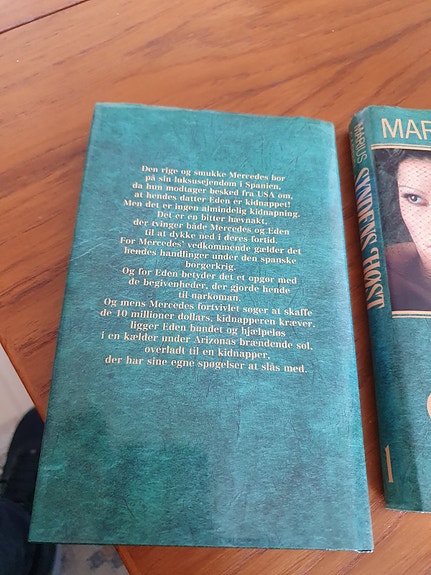 Den rige og smukke Mercedes bor
på sin luksusejendom i Spanien,
da hun modtager besked fra USA om,
at hendes datter Eden er kidnappet!
Men det er ingen almindelig kidnapning.
Det er en bitter hævnakt,
der tvinger både Mercedes og Eden
til at dykke ned i deres fortid.
For Mercedes' vedkommende gælder det
hendes handlinger under den spanske
borgerkrig.
Og for Eden betyder det et opgør med
de begivenheder, der gjorde hende
til narkoman.
Og mens Mercedes fortvivlet søger at skaffe
de 10 millioner dollars, kidnapperen kræver,
ligger Eden bundet og hjælpeløs
i en kælder under Arizonas brændende sol,
overladt til en kidnapper,
der har sine egne spøgelser at slås med.
MAR
MARIUS
SYNDENS HØST
1